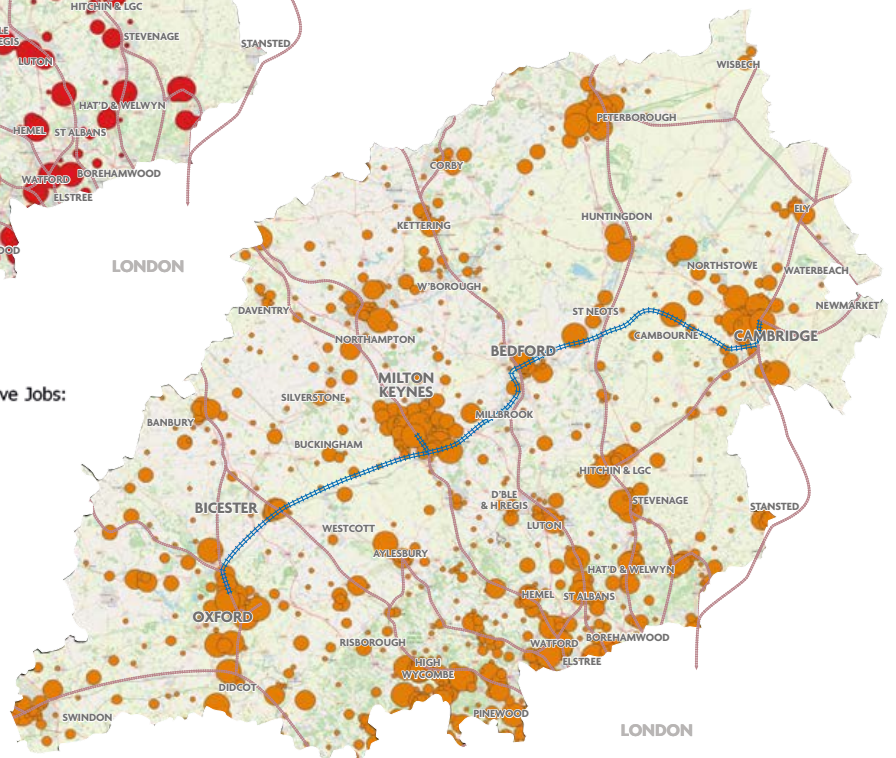 HITCHIN & LGC
STEVENAGE
STANSTED
LUTON
HAT'D & WELWYN
HEMEL
ST ALBANS
WATFORD
BOREHAMWOOD
ELSTREE
LONDON
ve Jobs:
WISBECH
PETERBOROUGH
CORBY
KETTERING
HUNTINGDON
ELY
W'BOROUGH
NORTHSTOWE
WATERBEACH
DAVENTRY
NORTHAMPTON
ST NEOTS
CAMBOURNE
NEWMARKET
CAMBRIDGE
BEDFORD
MILTON
KEYNES
SILVERSTONE
MILLBROOK
BANBURY
BUCKINGHAM
HITCHIN & LGC
BICESTER
WESTCOTT
D'BLE
& H REGIS
LUTON
STEVENAGE
STANSTED
AYLESBURY
HAT'D & WELWYN
HEMEL
ST ALBANS
OXFORD
RISBOROUGH
WATFORD
BOREHAMWOOD
ELSTREE
HIGH
WYCOMBE
DIDCOT
SWINDON
PINEWOOD
LONDON